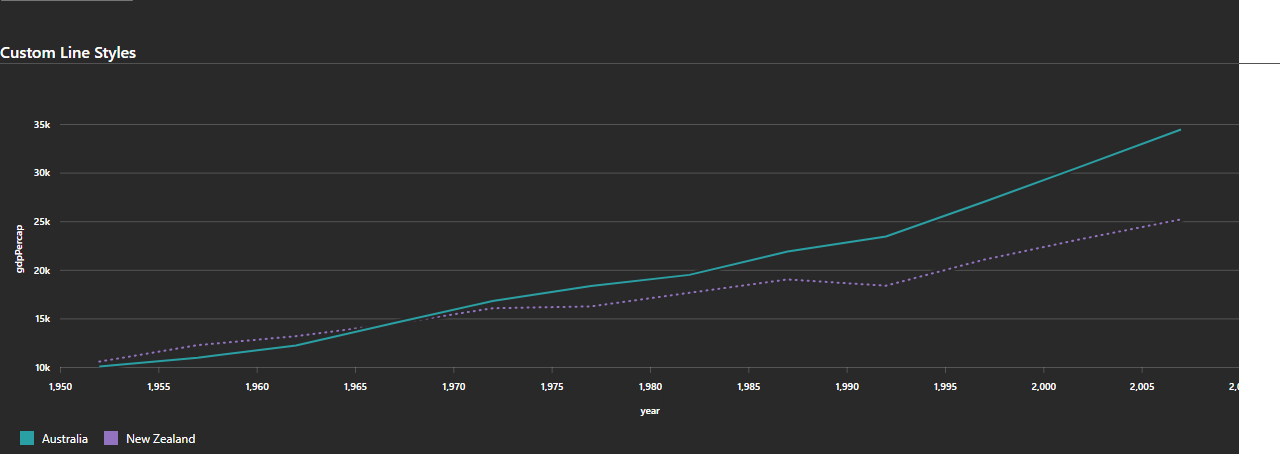 Custom Line Styles
35k
30k
25k
20k
15k
10k
gdpPercap
1,950 1,955 1,960 1,965 1,970 1,975 1,980 1,985 1,990 1,995 2,000 2,005
year
Australia New Zealand